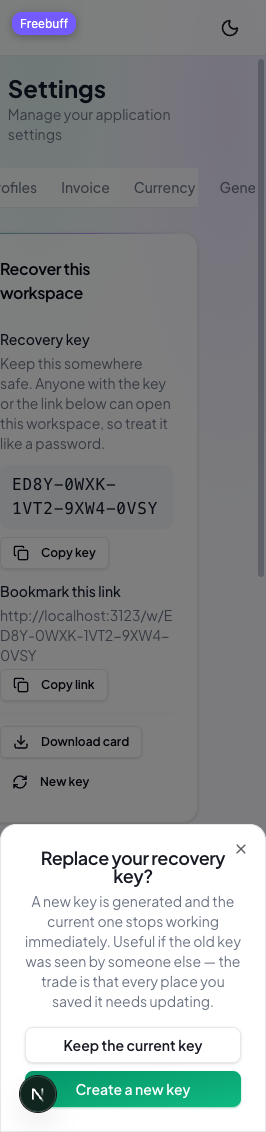 Freebuff
Settings
Manage your application
settings
rofiles Invoice Currency Gene
Recover this
workspace
Recovery key
Keep this somewhere
safe. Anyone with the key
or the link below can open
this workspace, so treat it
like a password.
ED8Y-0WXK-
1VT2-9XW4-0VSY
Copy key
Bookmark this link
http://localhost:3123/w/E
D8Y-0WXK-1VT2-9XW4-
0VSY
Copy link
Download card
New key
Replace your recovery
key?
A new key is generated and the
current one stops working
immediately. Useful if the old key
was seen by someone else — the
trade is that every place you
saved it needs updating.
Keep the current key
Create a new key
N